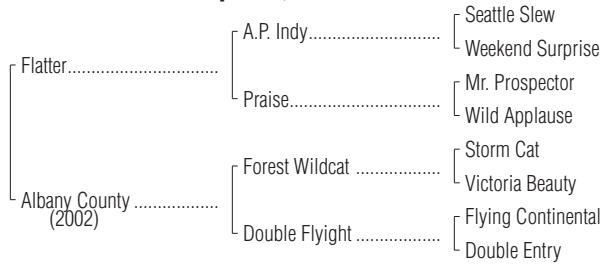 Seattle Slew
A.P. Indy..............................
Weekend Surprise
Flatter................................
Mr. Prospector
Praise................................
Wild Applause
Storm Cat
Forest Wildcat ..................
Victoria Beauty
Albany County ..................
(2002)
Flying Continental
Double Flyight ..................
Double Entry